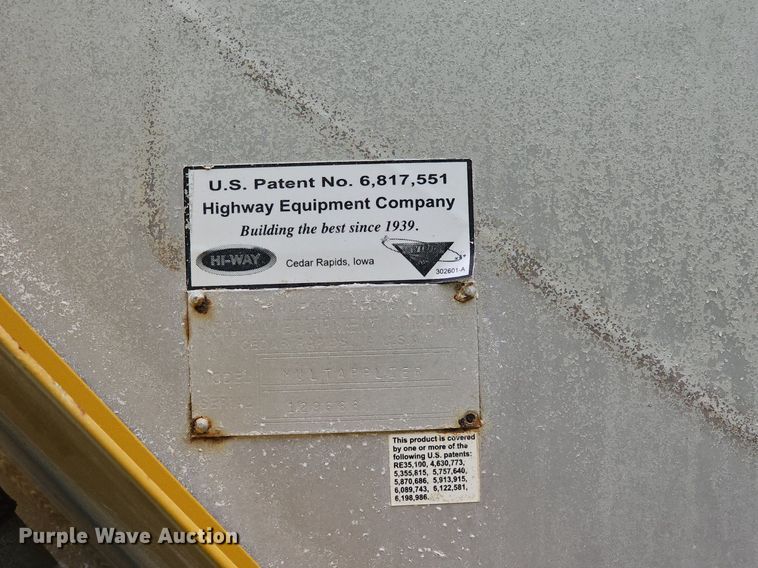 U.S. Patent No. 6,817,551
Highway Equipment Company
Building the best since 1939.
HI-WAY
Cedar Rapids, Iowa
302601-A
This product is covered
by one or more of the
following U.S. patents:
RE35,100, 4,630,773,
5,355,815, 5,757,640,
5,870,686, 5,913,915,
6,089,743, 6,122,581,
6,198,986.
Purple Wave Auction®